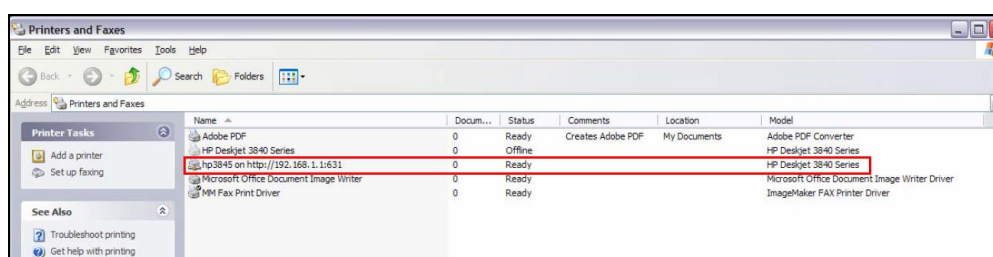 Printers and Faxes
File Edit View Favorites Tools Help
Back Search Folders
Address Printers and Faxes
Name Docum... Status Comments Location Model
Printer Tasks
Adobe PDF 0 Ready Creates Adobe PDF My Documents Adobe PDF Converter
HP Deskjet 3840 Series 0 Offline HP Deskjet 3840 Series
Add a printer
hp3845 on http://192.168.1.1:631 0 Ready HP Deskjet 3840 Series
Set up faxing
Microsoft Office Document Image Writer 0 Ready Microsoft Office Document Image Writer Driver
MM Fax Print Driver 0 Ready ImageMaker FAX Printer Driver
See Also
Troubleshoot printing
Get help with printing